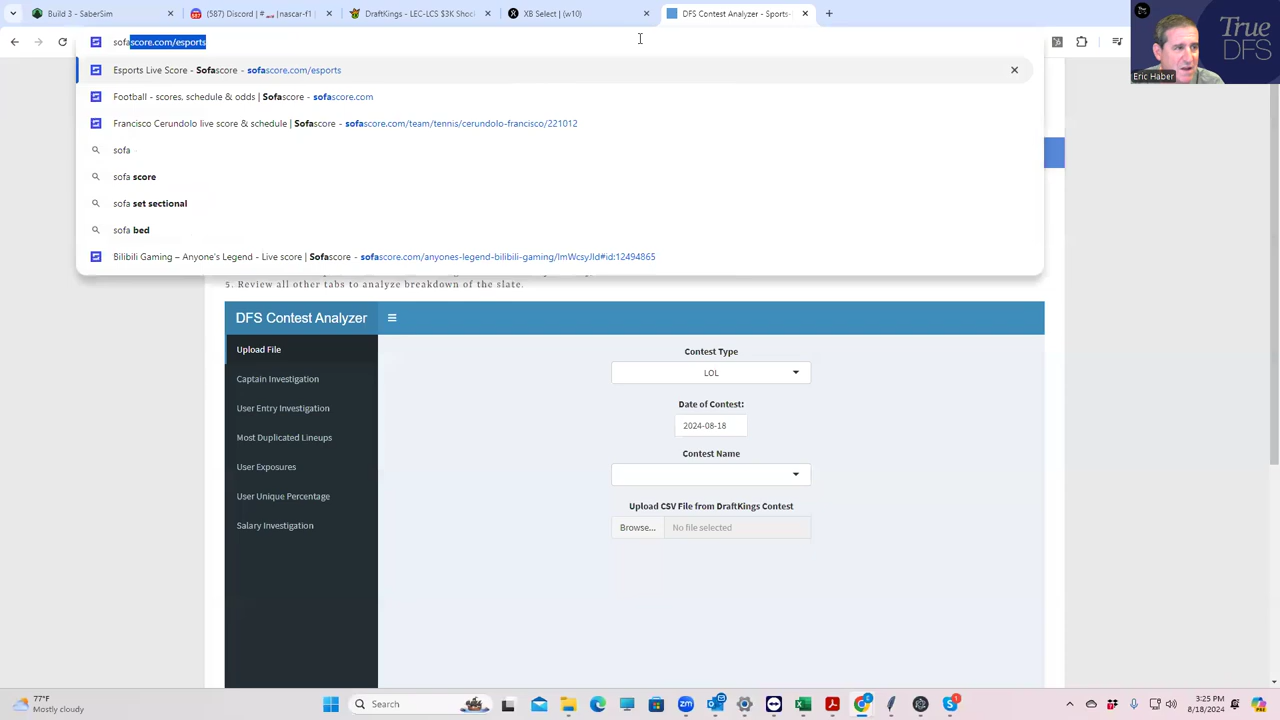 Build 3 - SaberSim
(587) Discord | #nascar-f1
DraftKings - LEC-LCS $3K Shock
XB Select | (w10)
DFS Contest Analyzer - Sports-
sofascore.com/esports
Esports Live Score - Sofascore - sofascore.com/esports
Football - scores, schedule & odds | Sofascore - sofascore.com
Francisco Cerundolo live score & schedule | Sofascore - sofascore.com/team/tennis/cerundolo-francisco/221012
sofa
sofa score
sofa set sectional
sofa bed
Bilibili Gaming – Anyone's Legend - Live score | Sofascore - sofascore.com/anyones-legend-bilibili-gaming/lmWcsyJld#id:12494865
True
DFS
Eric Haber
5. Review all other tabs to analyze breakdown of the slate.
DFS Contest Analyzer
Upload File
Captain Investigation
User Entry Investigation
Most Duplicated Lineups
User Exposures
User Unique Percentage
Salary Investigation
Contest Type
LOL
Date of Contest:
2024-08-18
Contest Name
Upload CSV File from DraftKings Contest
Browse... No file selected
77°F
Mostly cloudy
Search
3:25 PM
8/18/2024